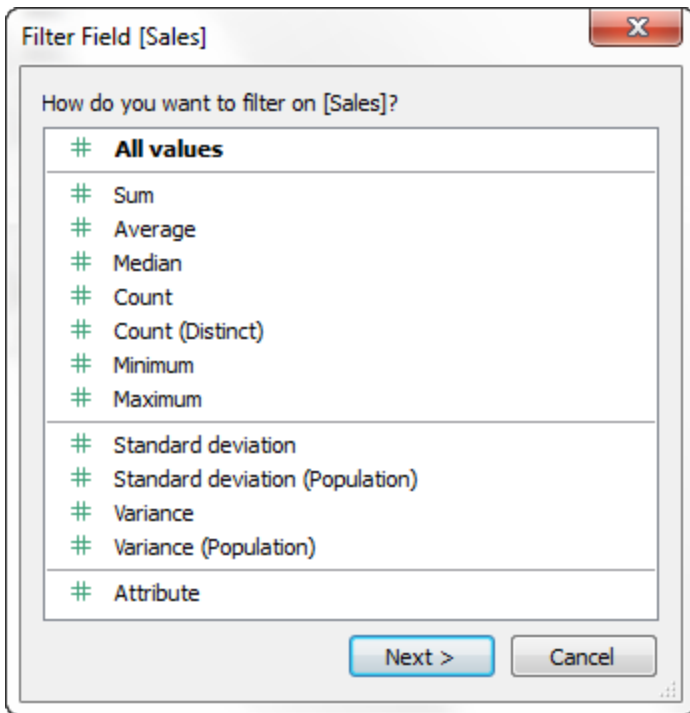 Filter Field [Sales]
How do you want to filter on [Sales]?
# All values
# Sum
# Average
# Median
# Count
# Count (Distinct)
# Minimum
# Maximum
# Standard deviation
# Standard deviation (Population)
# Variance
# Variance (Population)
# Attribute
Next > Cancel